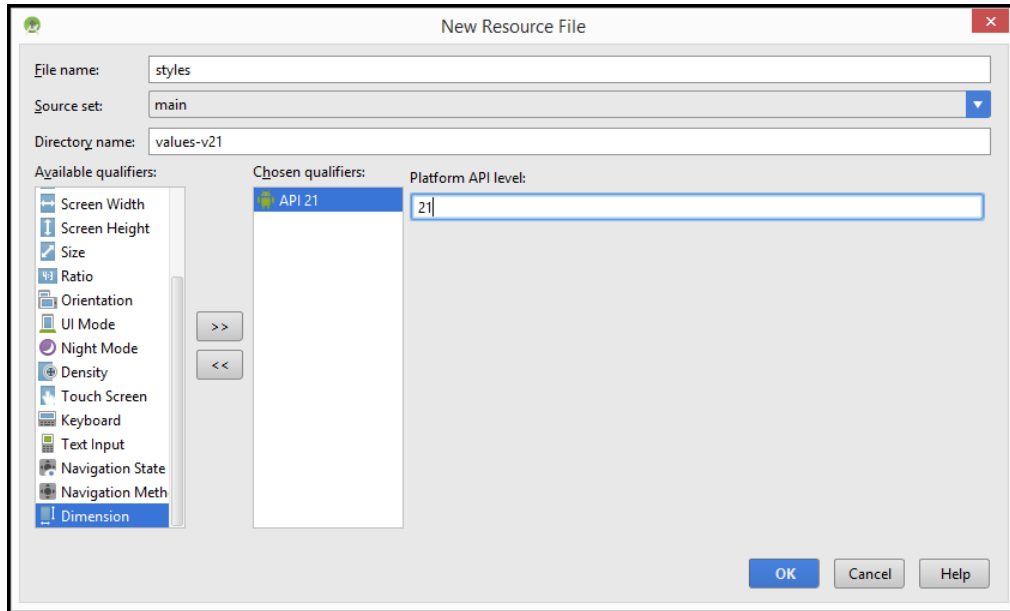 New Resource File
File name:
styles
Source set:
main
Directory name:
values-v21
Available qualifiers:
Screen Width
Screen Height
Size
Ratio
Orientation
UI Mode
Night Mode
Density
Touch Screen
Keyboard
Text Input
Navigation State
Navigation Meth
Dimension
>>
<<
Chosen qualifiers:
API 21
Platform API level:
21
OK
Cancel
Help